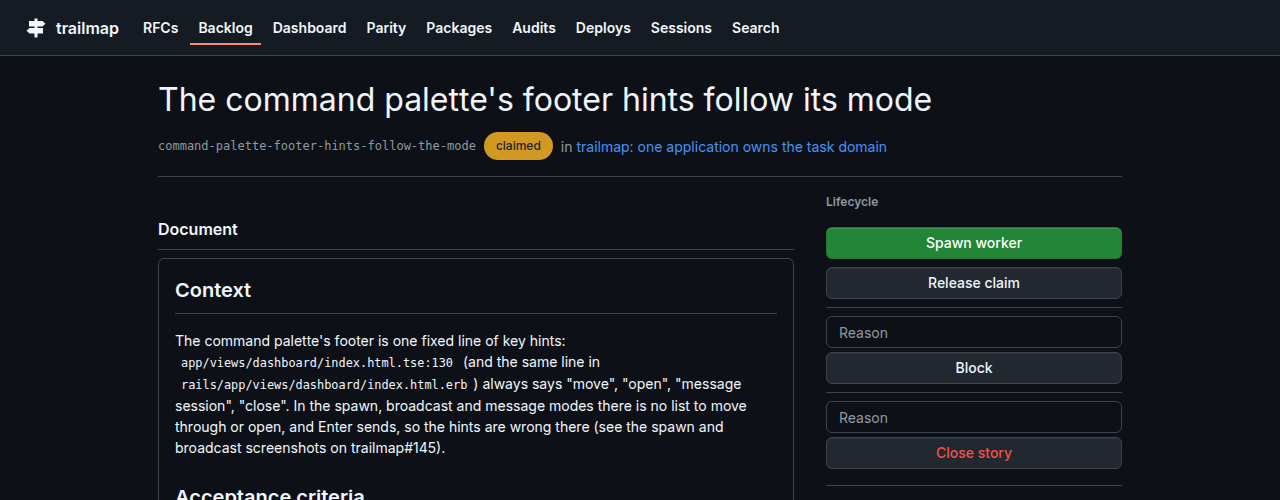 trailmap RFCs Backlog Dashboard Parity Packages Audits Deploys Sessions Search
The command palette's footer hints follow its mode
command-palette-footer-hints-follow-the-mode claimed in trailmap: one application owns the task domain
Document
Context
The command palette's footer is one fixed line of key hints:
app/views/dashboard/index.html.tse:130 (and the same line in
rails/app/views/dashboard/index.html.erb ) always says "move", "open", "message
session", "close". In the spawn, broadcast and message modes there is no list to move
through or open, and Enter sends, so the hints are wrong there (see the spawn and
broadcast screenshots on trailmap#145).
Acceptance criteria
Lifecycle
Spawn worker
Release claim
Reason
Block
Reason
Close story